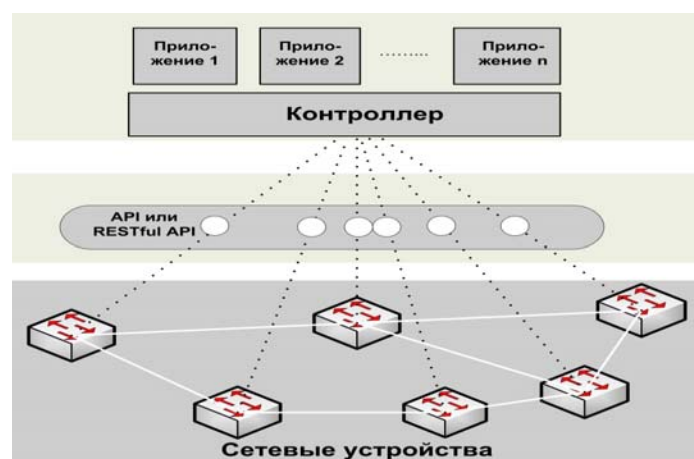 Прило-
жение 1
Прило-
жение 2
.........
Прило-
жение n
Контроллер
API или
RESTful API
Сетевые устройства